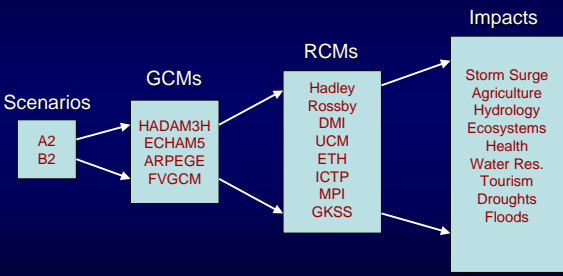 Scenarios
A2
B2
GCMs
HADAM3H
ECHAM5
ARPEGE
FVGCM
RCMs
Hadley
Rossby
DMI
UCM
ETH
ICTP
MPI
GKSS
Impacts
Storm Surge
Agriculture
Hydrology
Ecosystems
Health
Water Res.
Tourism
Droughts
Floods